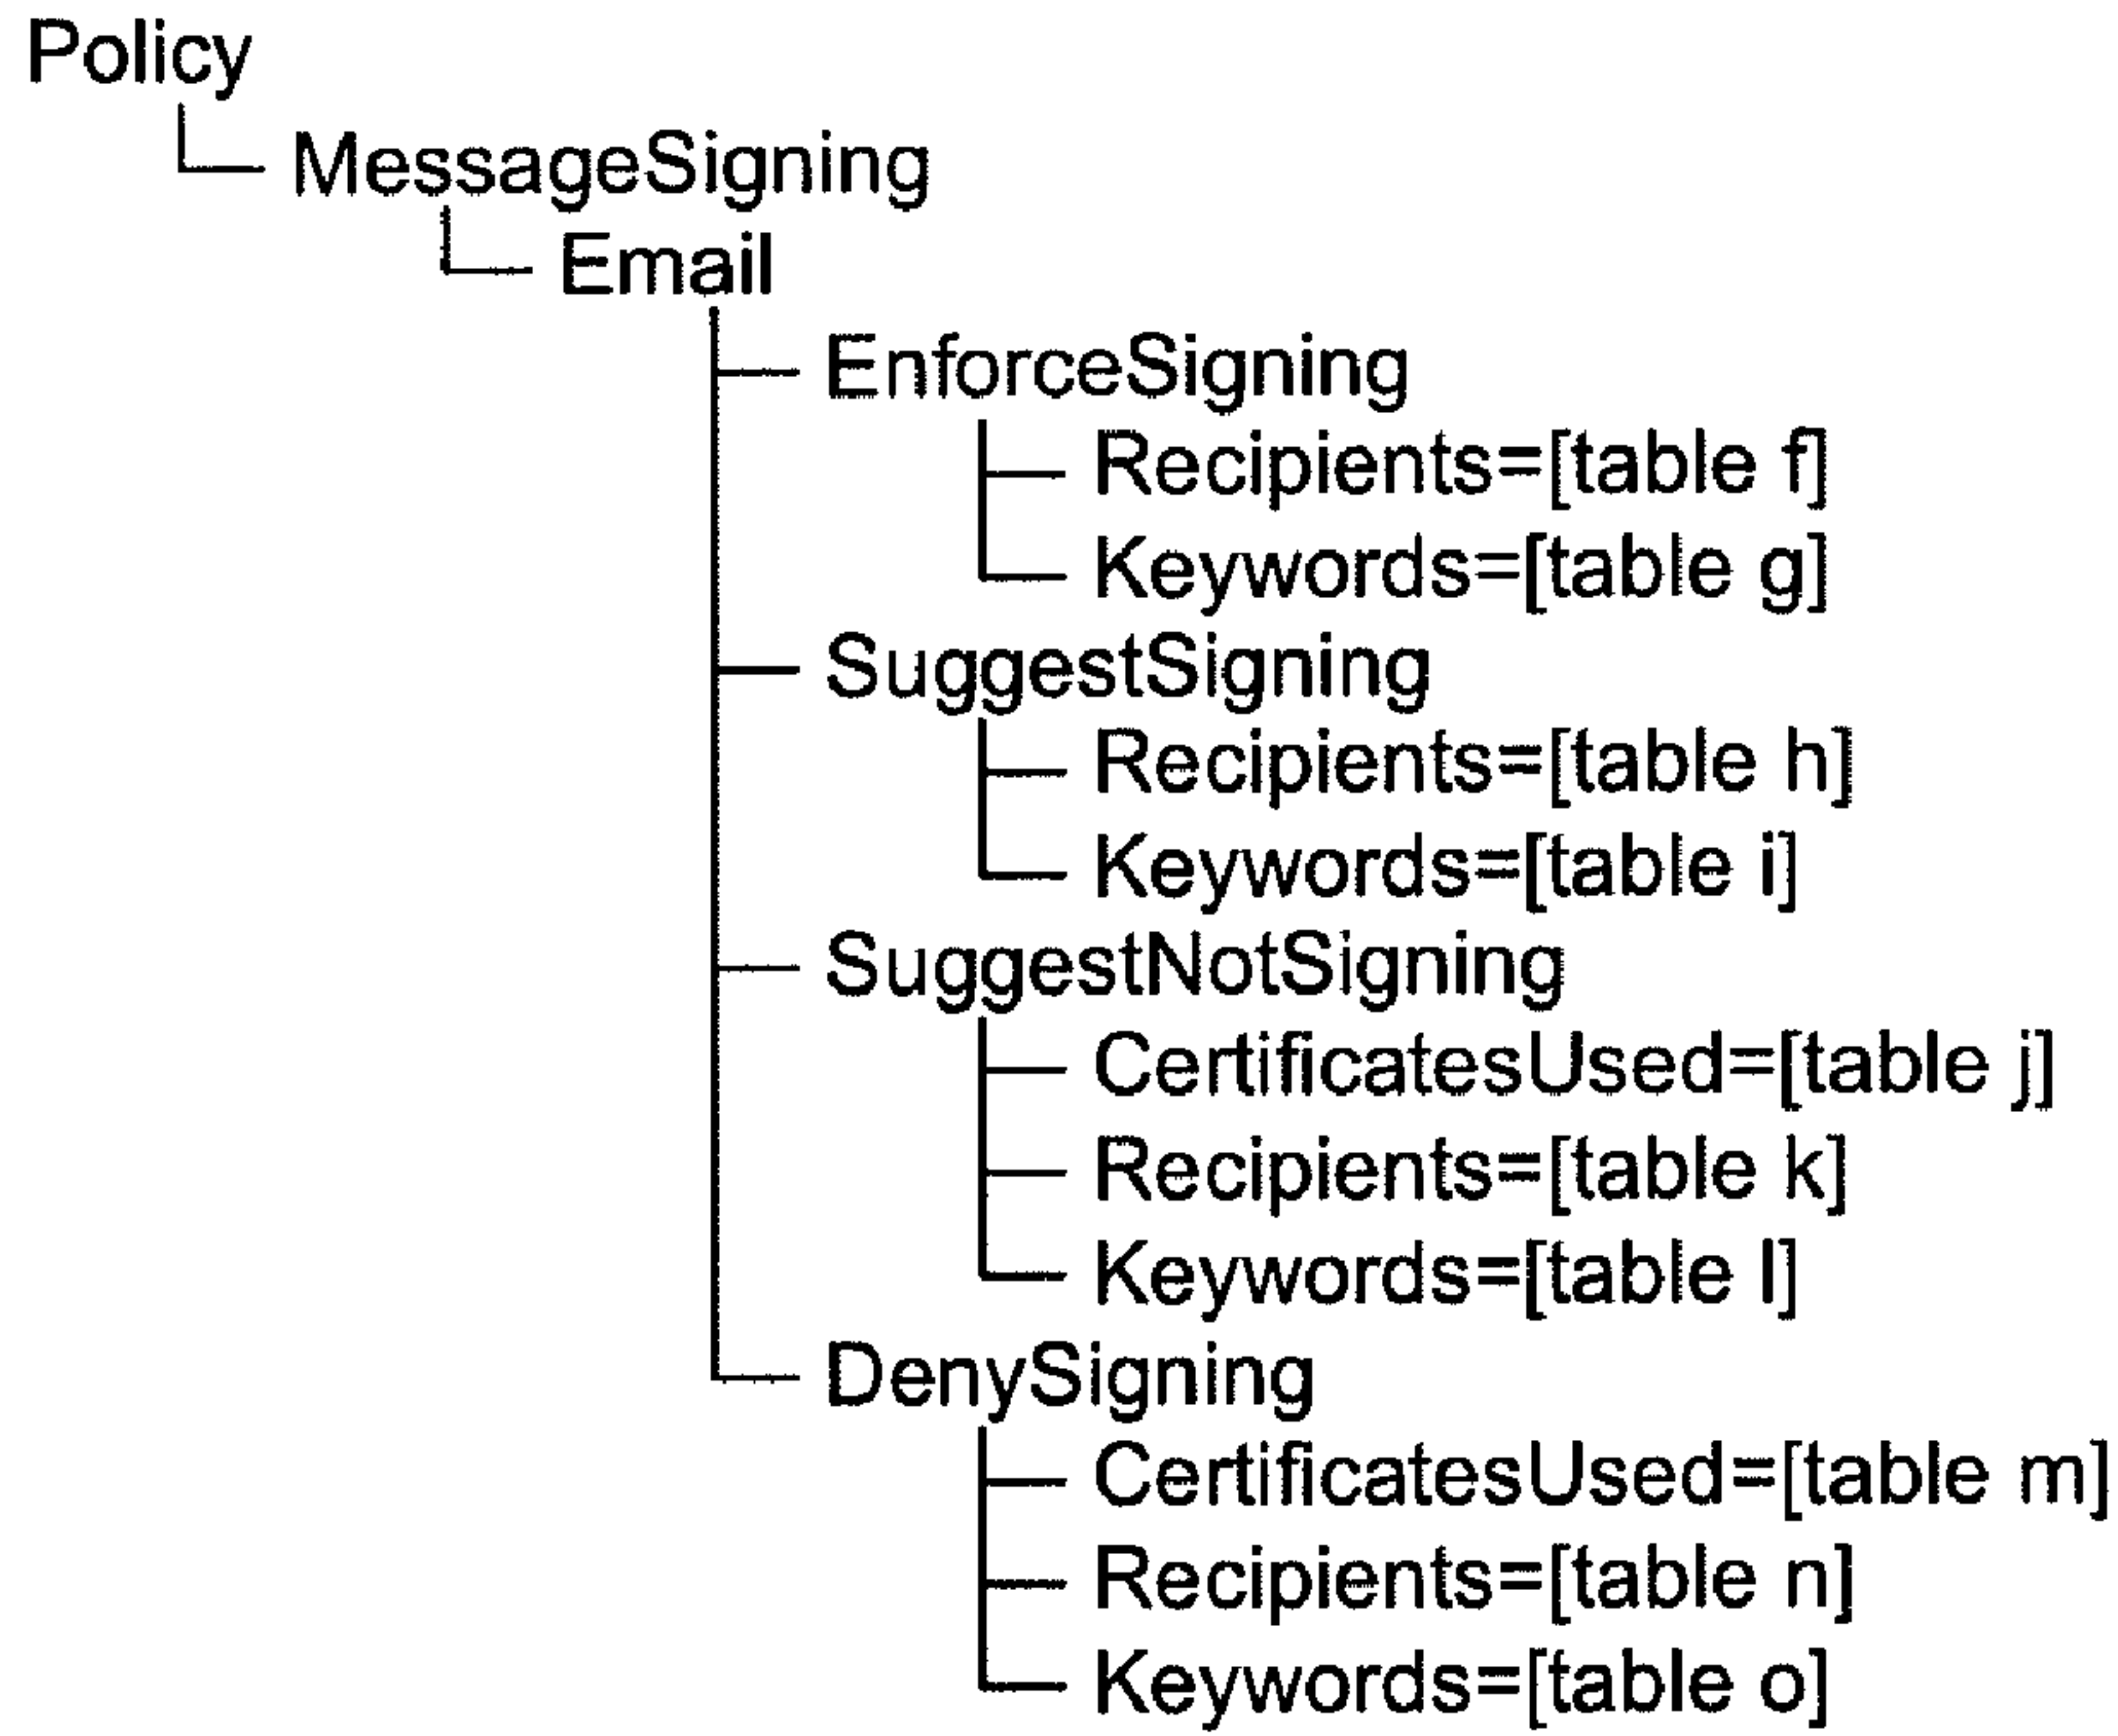 Policy
MessageSigning
Email
EnforceSigning
Recipients=[table f]
Keywords=[table g]
SuggestSigning
Recipients=[table h]
Keywords=[table i]
SuggestNotSigning
CertificatesUsed=[table j]
Recipients=[table k]
Keywords=[table l]
DenySigning
CertificatesUsed=[table m]
Recipients=[table n]
Keywords=[table o]